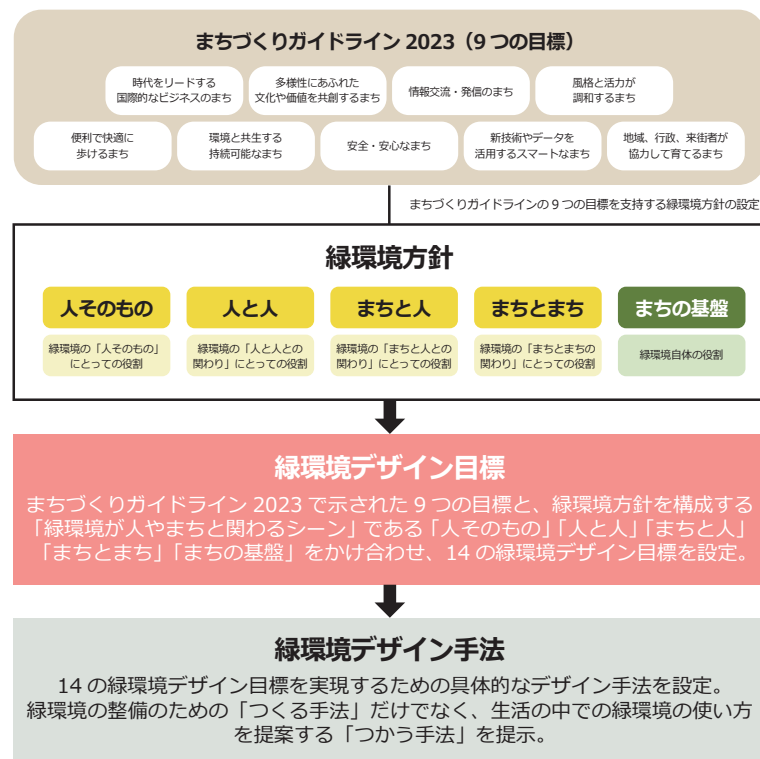 まちづくりガイドライン 2023（9 つの目標）
時代をリードする
国際的なビジネスのまち
多様性にあふれた
文化や価値を共創するまち
情報交流・発信のまち
風格と活力が
調和するまち
便利で快適に
歩けるまち
環境と共生する
持続可能なまち
安全・安心なまち
新技術やデータを
活用するスマートなまち
地域、行政、来街者が
協力して育てるまち
まちづくりガイドラインの 9 つの目標を支持する緑環境方針の設定
緑環境方針
人そのもの
人と人
まちと人
まちとまち
まちの基盤
緑環境の「人そのもの」
にとっての役割
緑環境の「人と人との
関わり」にとっての役割
緑環境の「まちと人との
関わり」にとっての役割
緑環境の「まちとまちの
関わり」にとっての役割
緑環境自体の役割
緑環境デザイン目標
まちづくりガイドライン 2023 で示された 9 つの目標と、緑環境方針を構成する
「緑環境が人やまちと関わるシーン」である「人そのもの」「人と人」「まちと人」
「まちとまち」「まちの基盤」をかけ合わせ、14 の緑環境デザイン目標を設定。
緑環境デザイン手法
14 の緑環境デザイン目標を実現するための具体的なデザイン手法を設定。
緑環境の整備のための「つくる手法」だけでなく、生活の中での緑環境の使い方
を提案する「つかう手法」を提示。